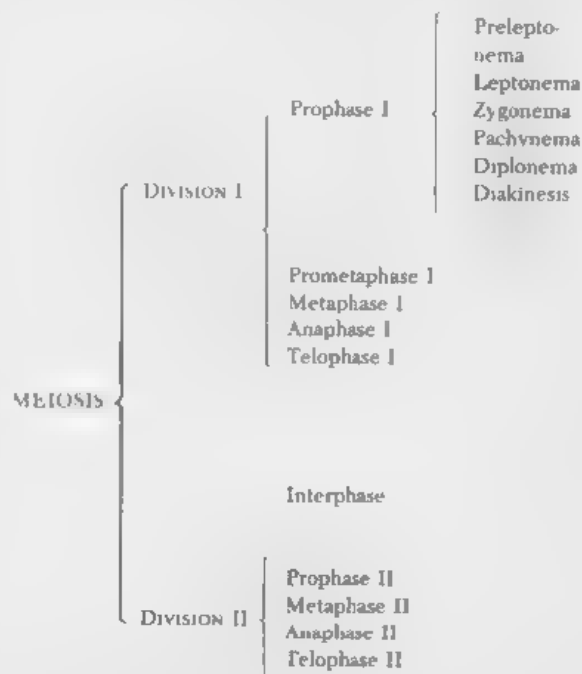 Prelepto-
nema
Leptonema
Zygonema
Pachynema
Diplonema
Diakinesis
Prophase I
DIVISION I
Prometaphase I
Metaphase I
Anaphase I
Telophase I
MEIOSIS
Interphase
Prophase II
Metaphase II
DIVISION II
Anaphase II
Telophase II